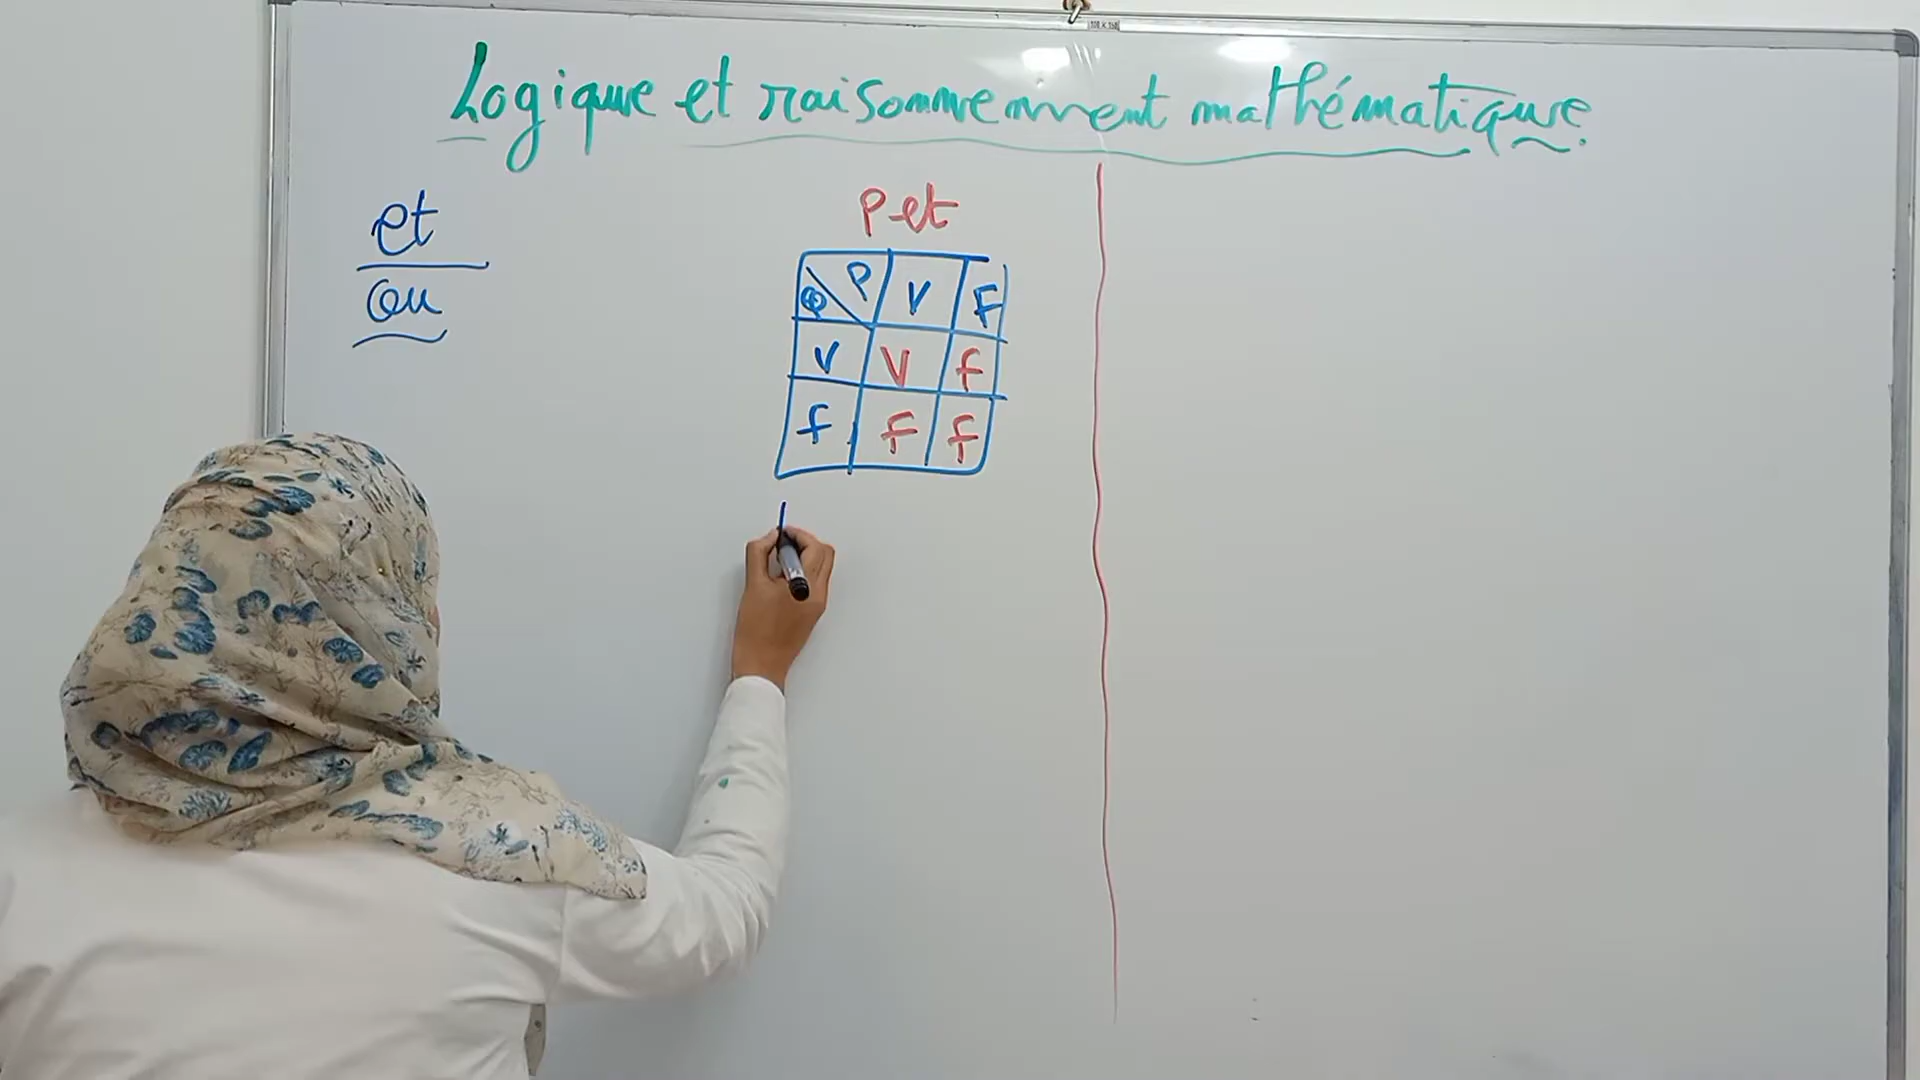 Logique et raisonnement mathématique.
et
ou
P et
Q P V F
V V f
f F f